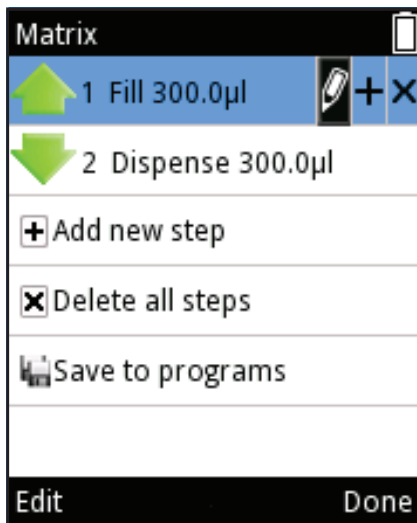 Matrix
1 Fill 300.0µl
2 Dispense 300.0µl
Add new step
Delete all steps
Save to programs
Edit Done